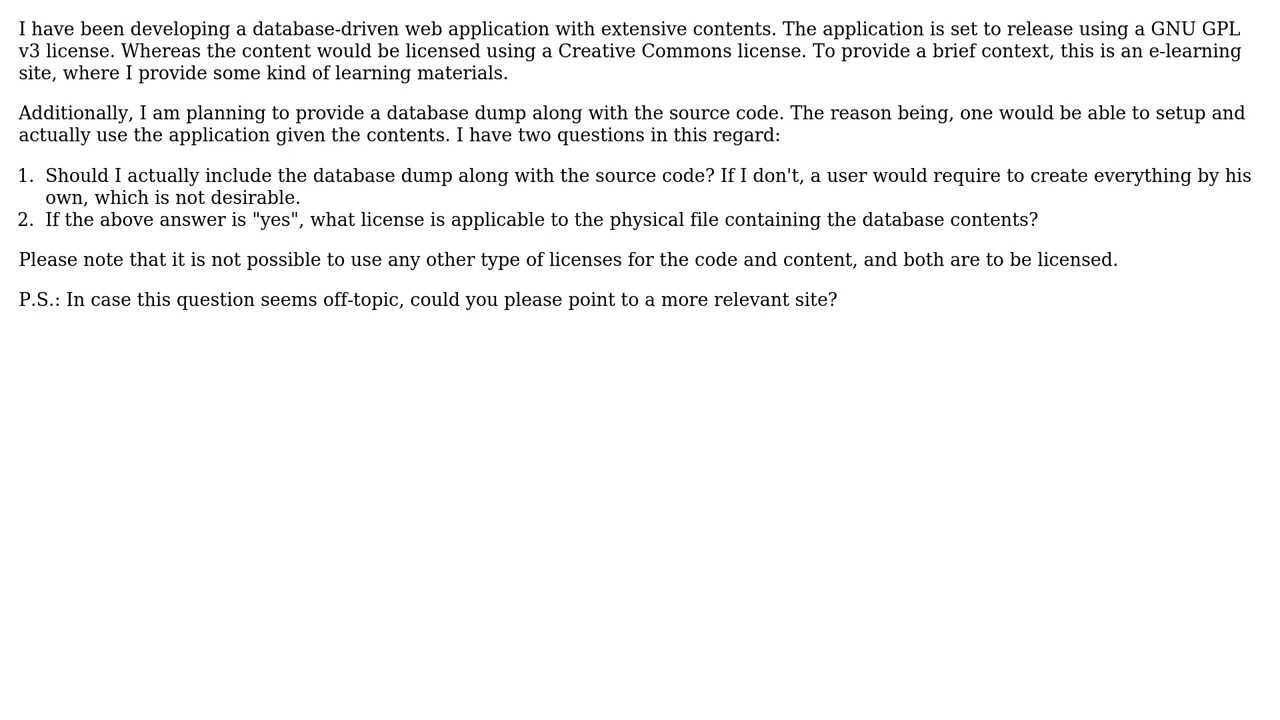 I have been developing a database-driven web application with extensive contents. The application is set to release using a GNU GPL
v3 license. Whereas the content would be licensed using a Creative Commons license. To provide a brief context, this is an e-learning
site, where I provide some kind of learning materials.
Additionally, I am planning to provide a database dump along with the source code. The reason being, one would be able to setup and
actually use the application given the contents. I have two questions in this regard:
1. Should I actually include the database dump along with the source code? If I don't, a user would require to create everything by his
own, which is not desirable.
2. If the above answer is "yes", what license is applicable to the physical file containing the database contents?
Please note that it is not possible to use any other type of licenses for the code and content, and both are to be licensed.
P.S.: In case this question seems off-topic, could you please point to a more relevant site?